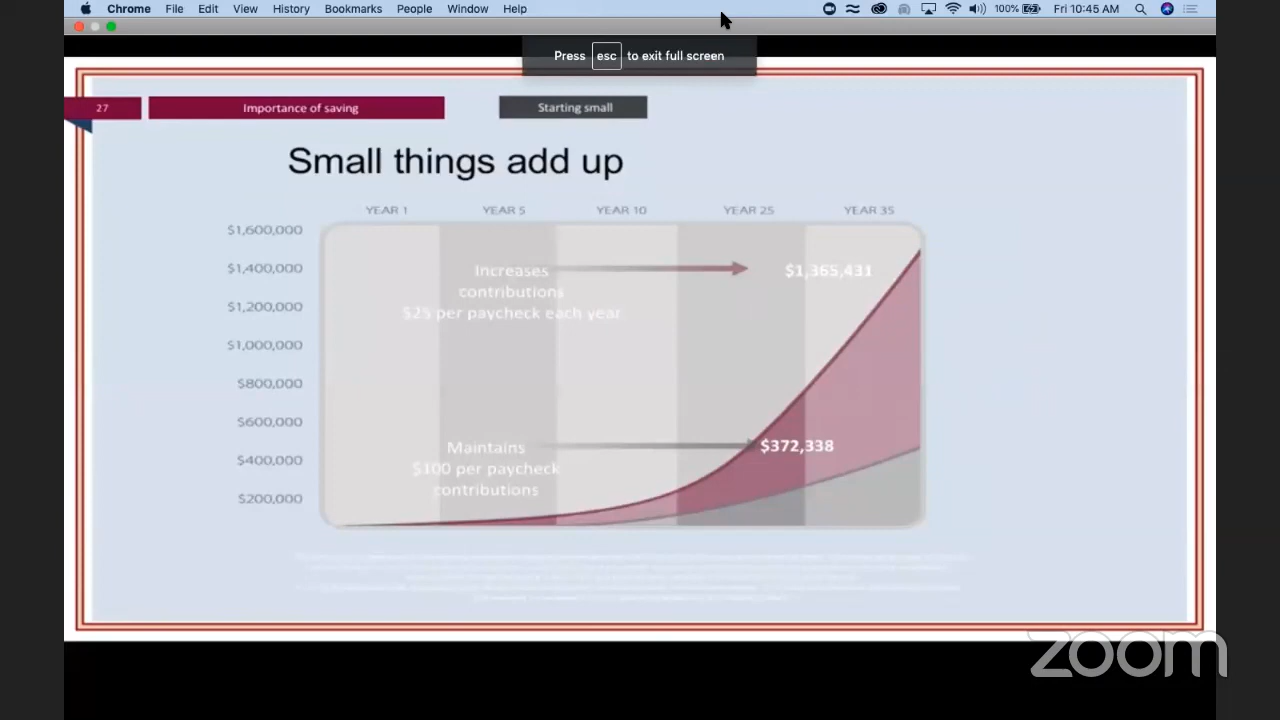 Chrome File Edit View History Bookmarks People Window Help 100% Fri 10:45 AM
Press esc to exit full screen
27 Importance of saving Starting small
Small things add up
YEAR 1 YEAR 5 YEAR 10 YEAR 25 YEAR 35
$1,600,000
$1,400,000
$1,200,000
$1,000,000
$800,000
$600,000
$400,000
$200,000
Increases
contributions
$25 per paycheck each year
$1,365,431
Maintains
$100 per paycheck
contributions
$372,338
zoom